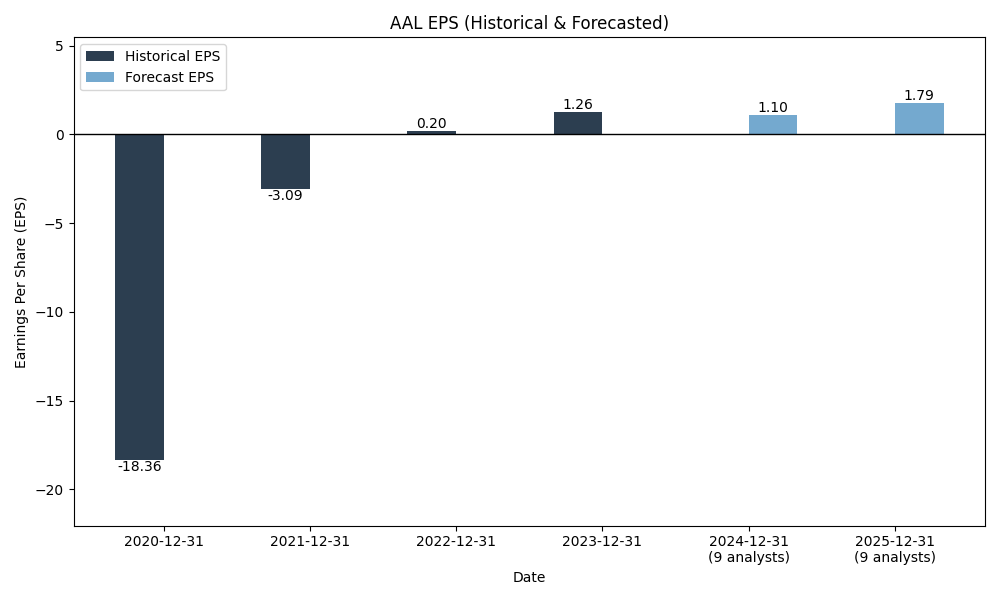 AAL EPS (Historical & Forecasted)
Historical EPS
Forecast EPS
Earnings Per Share (EPS)
5
0
−5
−10
−15
−20
-18.36
-3.09
0.20
1.26
1.10
1.79
2020-12-31
2021-12-31
2022-12-31
2023-12-31
2024-12-31
(9 analysts)
2025-12-31
(9 analysts)
Date